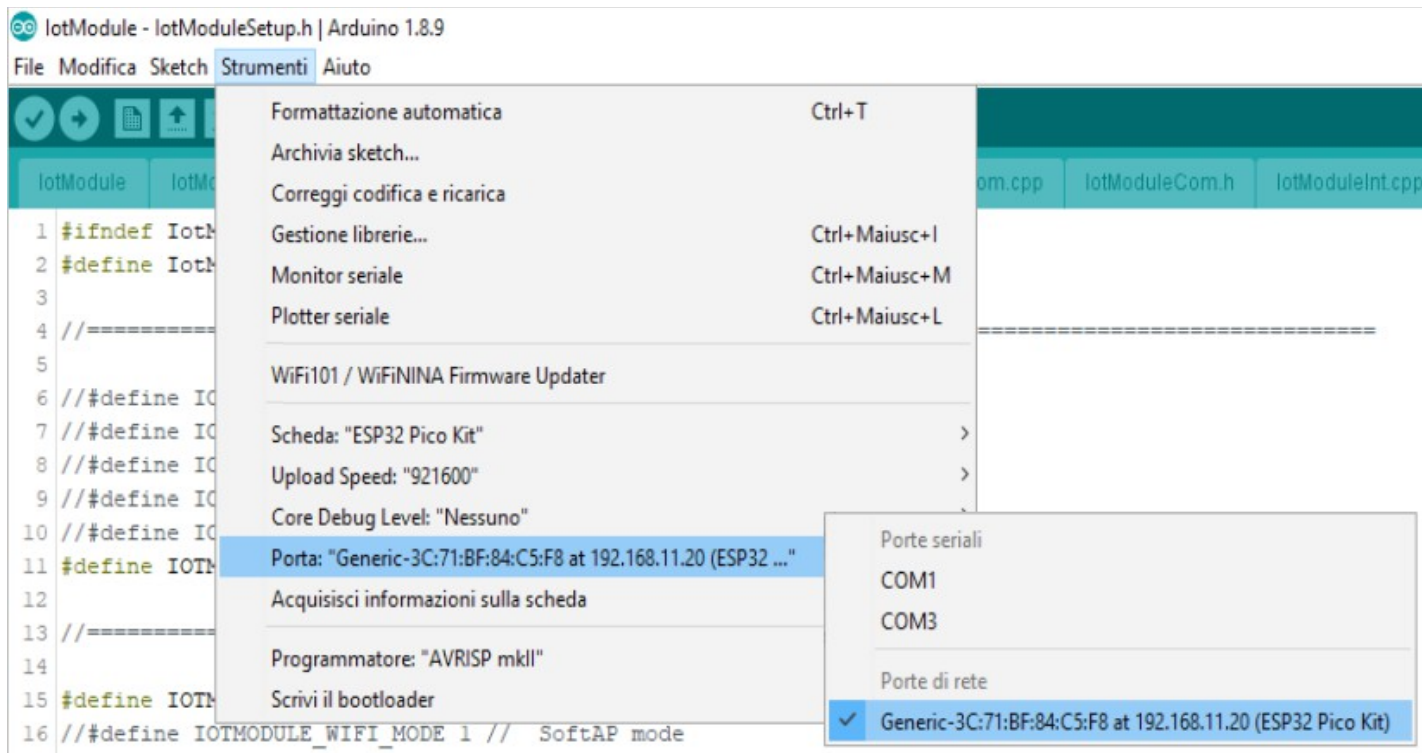 IotModule - IotModuleSetup.h | Arduino 1.8.9
File Modifica Sketch Strumenti Aiuto
Formattazione automatica Ctrl+T
Archivia sketch...
Correggi codifica e ricarica
Gestione librerie... Ctrl+Maiusc+I
Monitor seriale Ctrl+Maiusc+M
Plotter seriale Ctrl+Maiusc+L
WiFi101 / WiFiNINA Firmware Updater
Scheda: "ESP32 Pico Kit"
Upload Speed: "921600"
Core Debug Level: "Nessuno"
Porta: "Generic-3C:71:BF:84:C5:F8 at 192.168.11.20 (ESP32 ..."
Acquisisci informazioni sulla scheda
Programmatore: "AVRISP mkII"
Scrivi il bootloader
Porte seriali
COM1
COM3
Porte di rete
Generic-3C:71:BF:84:C5:F8 at 192.168.11.20 (ESP32 Pico Kit)
IotModule IotModuleCom.h IotModuleInt.cpp
1 #ifndef
2 #define
3
4 //
5
6 //#define
7 //#define
8 //#define
9 //#define
10 //#define
11 #define
12
13 //
14
15 #define
16 //#define IOTMODULE_WIFI_MODE 1 // SoftAP mode